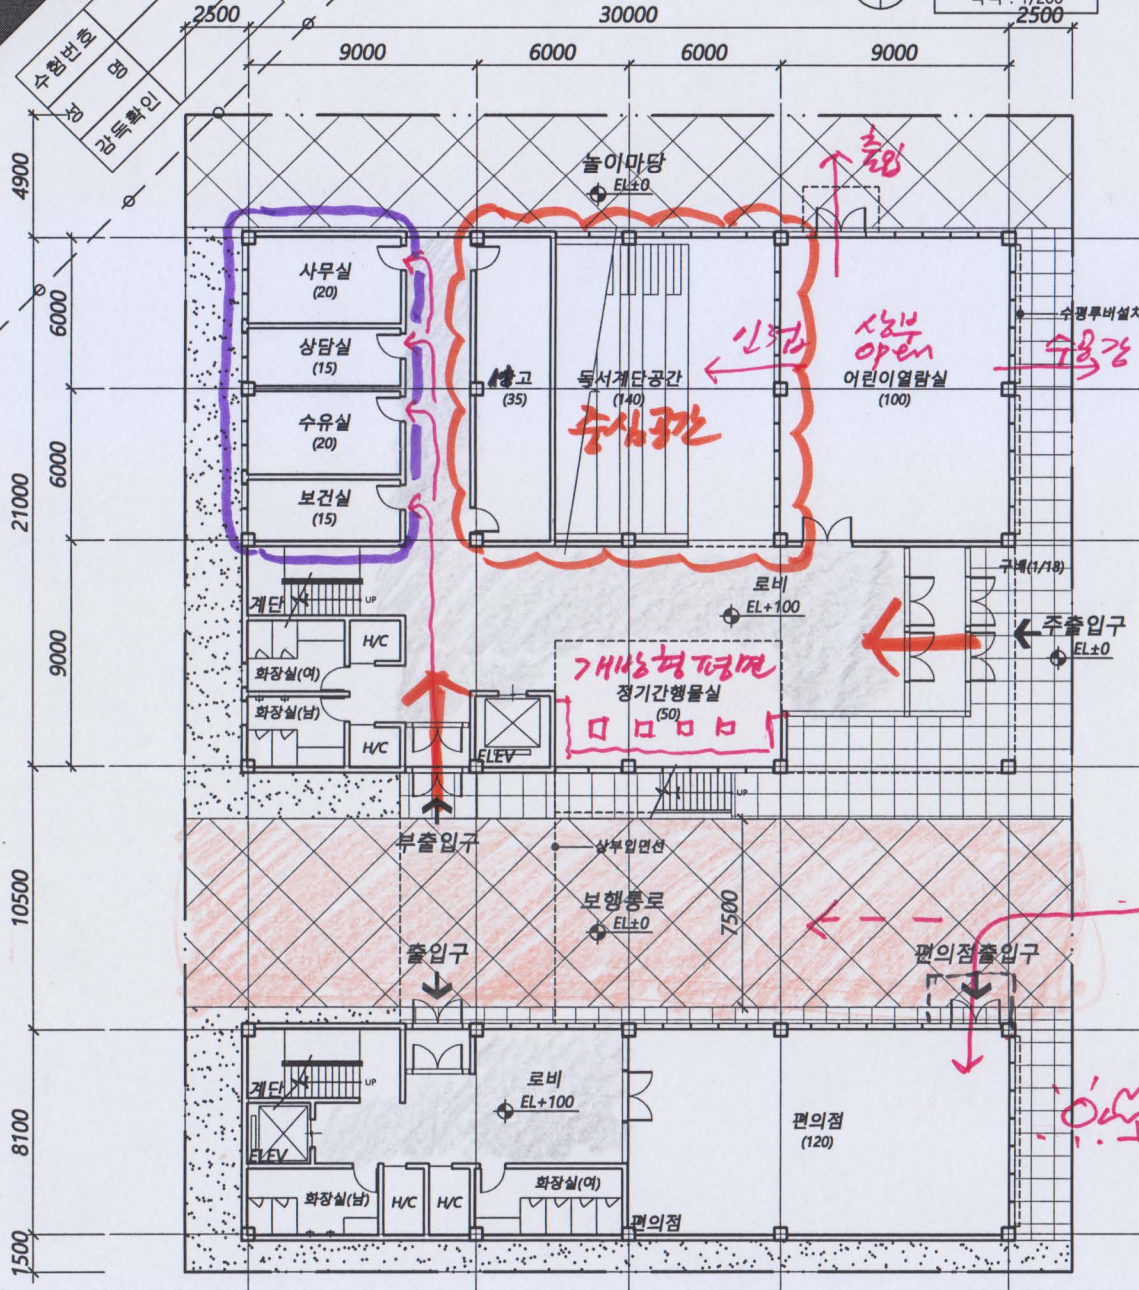 수험번호
성명
감독확인
1/200
2500
30000
2500
9000
6000
6000
9000
4900
놀이마당
EL±0
출입
6000
21000
6000
9000
10500
8100
1500
사무실
(20)
상담실
(15)
수유실
(20)
보건실
(15)
창고
(35)
독서계단공간
(140)
중심공간
인접
상부
open
어린이열람실
(100)
수평루버설치
계단
UP
H/C
화장실(여)
화장실(남)
H/C
ELEV
로비
EL+100
개방형 평면
정기간행물실
(50)
구배(1/18)
주출입구
EL±0
UP
부출입구
상부입면선
보행통로
EL±0
7500
출입구
편의점출입구
계단
UP
ELEV
로비
EL+100
편의점
(120)
화장실(남)
H/C
H/C
화장실(여)
편의점